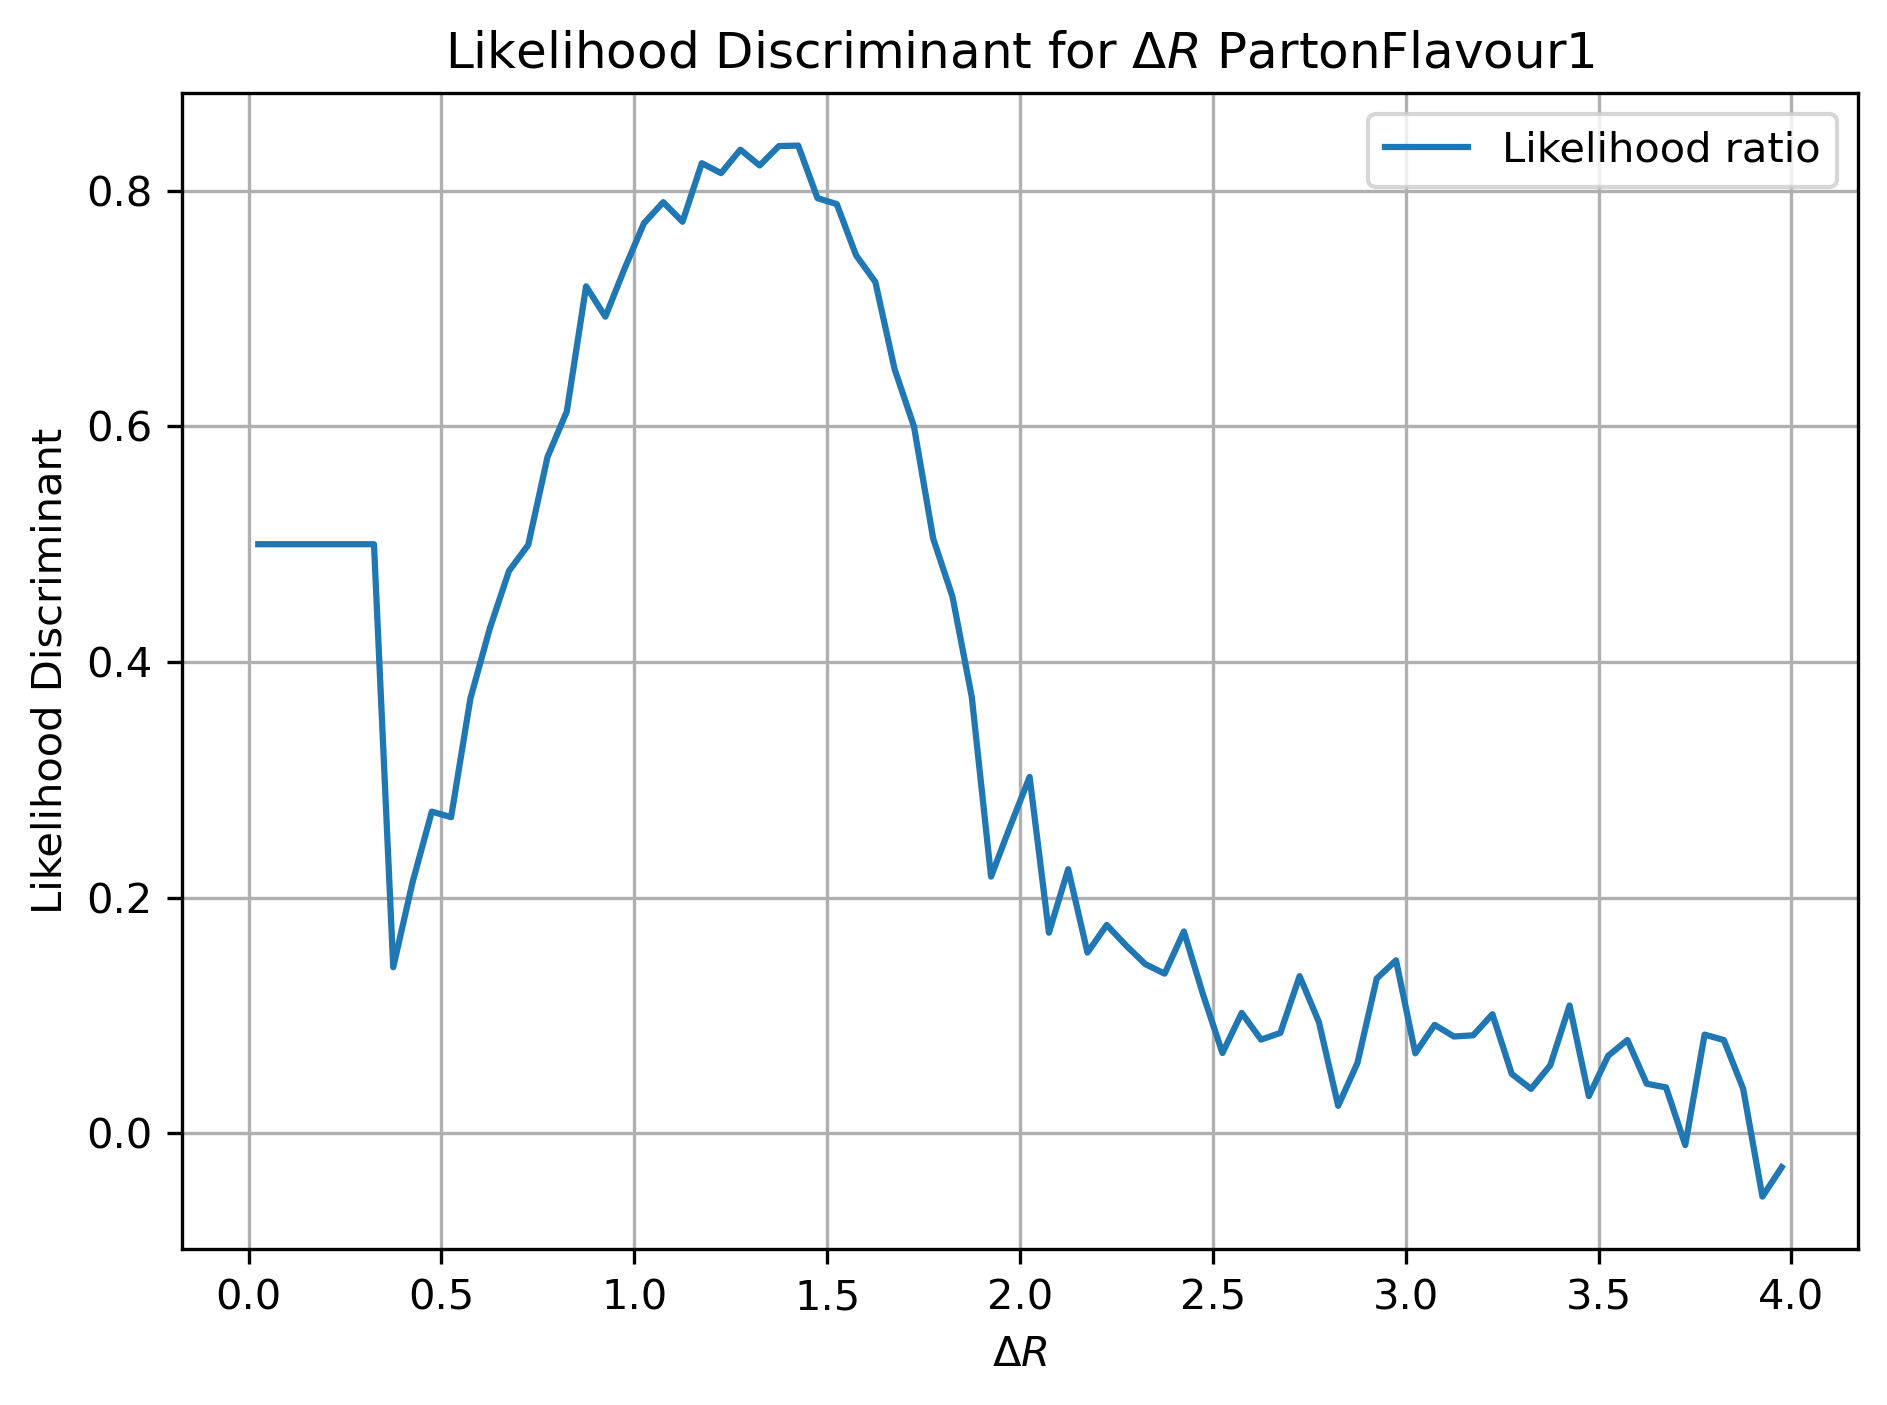 Likelihood Discriminant for ΔR PartonFlavour1
Likelihood ratio
Likelihood Discriminant
0.8
0.6
0.4
0.2
0.0
0.0 0.5 1.0 1.5 2.0 2.5 3.0 3.5 4.0
ΔR